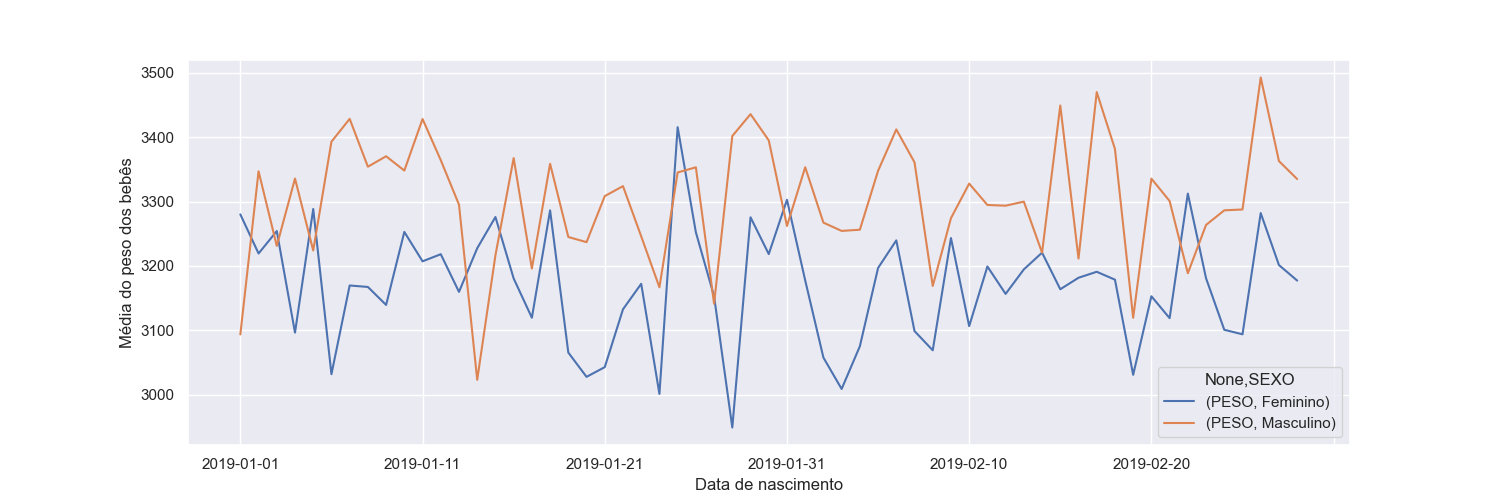 3500
3400
3300
3200
3100
3000
Média do peso dos bebês
None,SEXO
(PESO, Feminino)
(PESO, Masculino)
2019-01-01
2019-01-11
2019-01-21
2019-01-31
2019-02-10
2019-02-20
Data de nascimento